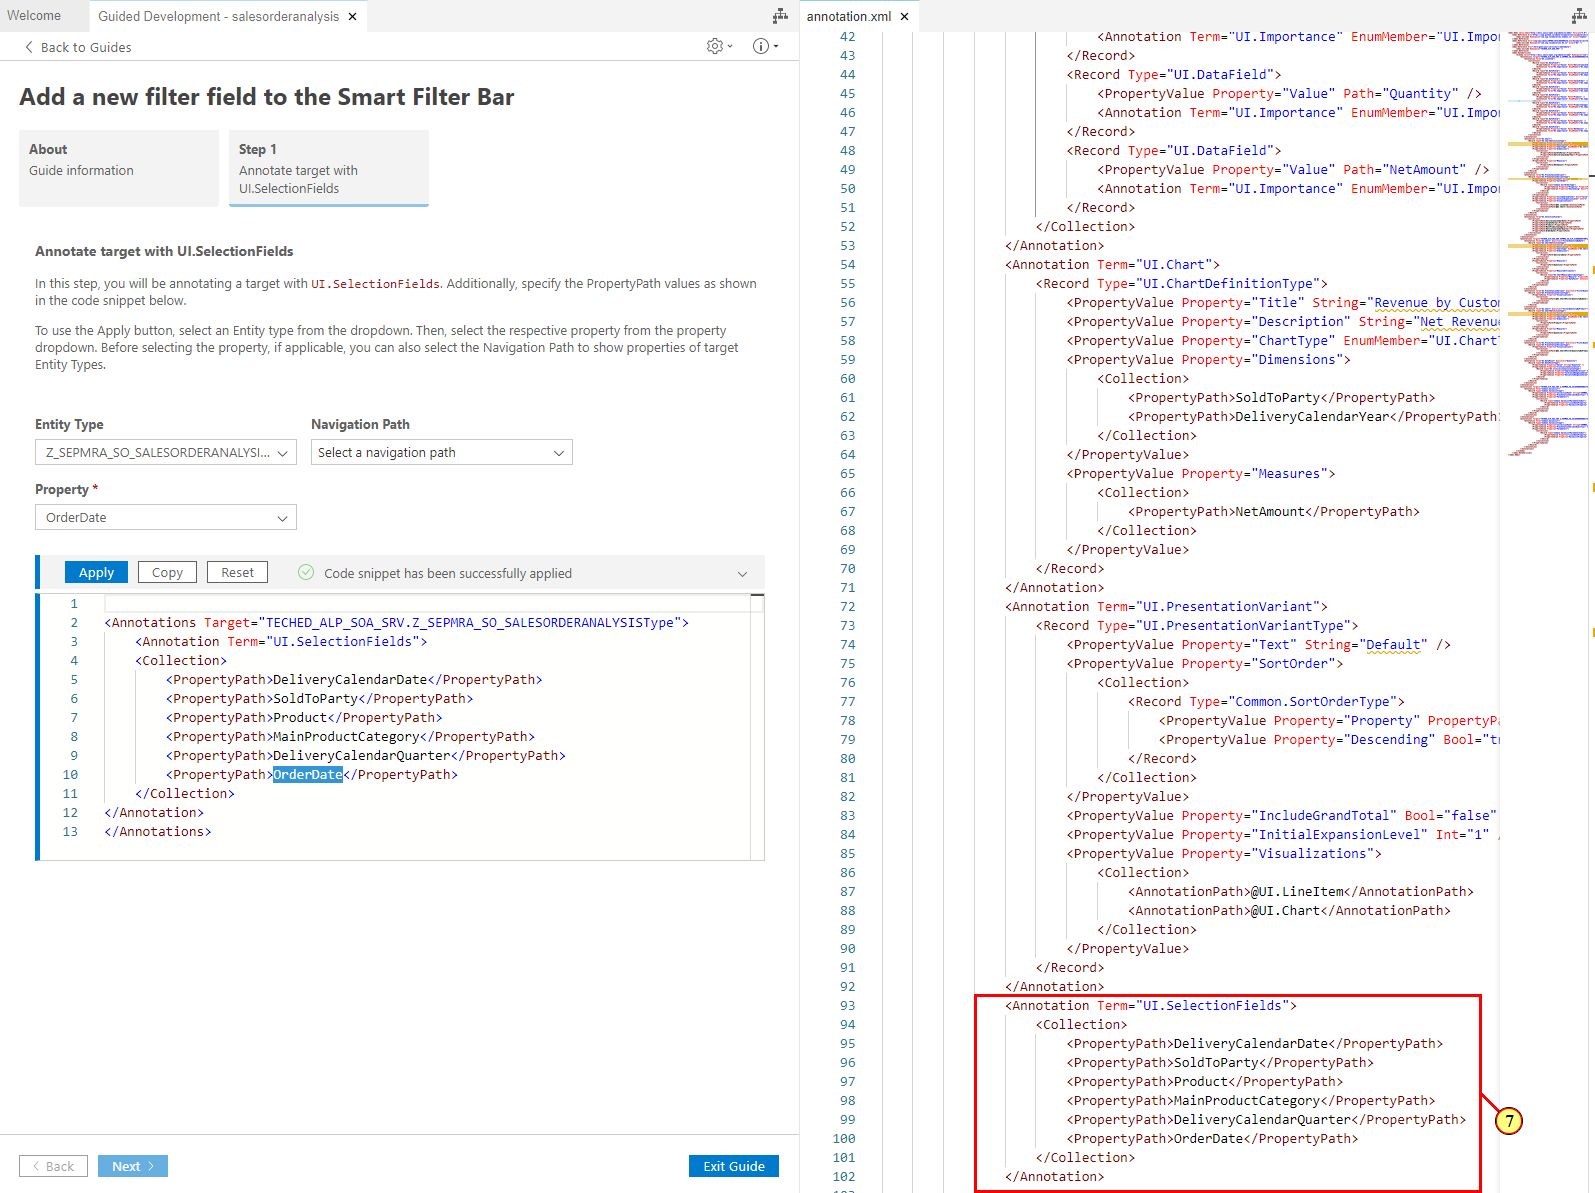 Welcome
Guided Development - salesorderanalysis ×
Back to Guides
Add a new filter field to the Smart Filter Bar
About
Guide information
Step 1
Annotate target with
UI.SelectionFields
Annotate target with UI.SelectionFields
In this step, you will be annotating a target with UI.SelectionFields. Additionally, specify the PropertyPath values as shown
in the code snippet below.
To use the Apply button, select an Entity type from the dropdown. Then, select the respective property from the property
dropdown. Before selecting the property, if applicable, you can also select the Navigation Path to show properties of target
Entity Types.
Entity Type
Navigation Path
Z_SEPMRA_SO_SALESORDERANALYSI...
Select a navigation path
Property *
OrderDate
Apply
Copy
Reset
Code snippet has been successfully applied
1
2 <Annotations Target="TECHED_ALP_SOA_SRV.Z_SEPMRA_SO_SALESORDERANALYSISType">
3 <Annotation Term="UI.SelectionFields">
4 <Collection>
5 <PropertyPath>DeliveryCalendarDate</PropertyPath>
6 <PropertyPath>SoldToParty</PropertyPath>
7 <PropertyPath>Product</PropertyPath>
8 <PropertyPath>MainProductCategory</PropertyPath>
9 <PropertyPath>DeliveryCalendarQuarter</PropertyPath>
10 <PropertyPath>OrderDate</PropertyPath>
11 </Collection>
12 </Annotation>
13 </Annotations>
Back
Next
Exit Guide
annotation.xml ×
42 <Annotation Term="UI.Importance" EnumMember="UI.Impor
43 </Record>
44 <Record Type="UI.DataField">
45 <PropertyValue Property="Value" Path="Quantity" />
46 <Annotation Term="UI.Importance" EnumMember="UI.Impor
47 </Record>
48 <Record Type="UI.DataField">
49 <PropertyValue Property="Value" Path="NetAmount" />
50 <Annotation Term="UI.Importance" EnumMember="UI.Impor
51 </Record>
52 </Collection>
53 </Annotation>
54 <Annotation Term="UI.Chart">
55 <Record Type="UI.ChartDefinitionType">
56 <PropertyValue Property="Title" String="Revenue by Custo
57 <PropertyValue Property="Description" String="Net Revenue
58 <PropertyValue Property="ChartType" EnumMember="UI.Chart
59 <PropertyValue Property="Dimensions">
60 <Collection>
61 <PropertyPath>SoldToParty</PropertyPath>
62 <PropertyPath>DeliveryCalendarYear</PropertyPath
63 </Collection>
64 </PropertyValue>
65 <PropertyValue Property="Measures">
66 <Collection>
67 <PropertyPath>NetAmount</PropertyPath>
68 </Collection>
69 </PropertyValue>
70 </Record>
71 </Annotation>
72 <Annotation Term="UI.PresentationVariant">
73 <Record Type="UI.PresentationVariantType">
74 <PropertyValue Property="Text" String="Default" />
75 <PropertyValue Property="SortOrder">
76 <Collection>
77 <Record Type="Common.SortOrderType">
78 <PropertyValue Property="Property" PropertyPa
79 <PropertyValue Property="Descending" Bool="tr
80 </Record>
81 </Collection>
82 </PropertyValue>
83 <PropertyValue Property="IncludeGrandTotal" Bool="false"
84 <PropertyValue Property="InitialExpansionLevel" Int="1" /
85 <PropertyValue Property="Visualizations">
86 <Collection>
87 <AnnotationPath>@UI.LineItem</AnnotationPath>
88 <AnnotationPath>@UI.Chart</AnnotationPath>
89 </Collection>
90 </PropertyValue>
91 </Record>
92 </Annotation>
93 <Annotation Term="UI.SelectionFields">
94 <Collection>
95 <PropertyPath>DeliveryCalendarDate</PropertyPath>
96 <PropertyPath>SoldToParty</PropertyPath>
97 <PropertyPath>Product</PropertyPath>
98 <PropertyPath>MainProductCategory</PropertyPath>
99 <PropertyPath>DeliveryCalendarQuarter</PropertyPath>
100 <PropertyPath>OrderDate</PropertyPath>
101 </Collection>
102 </Annotation>
7